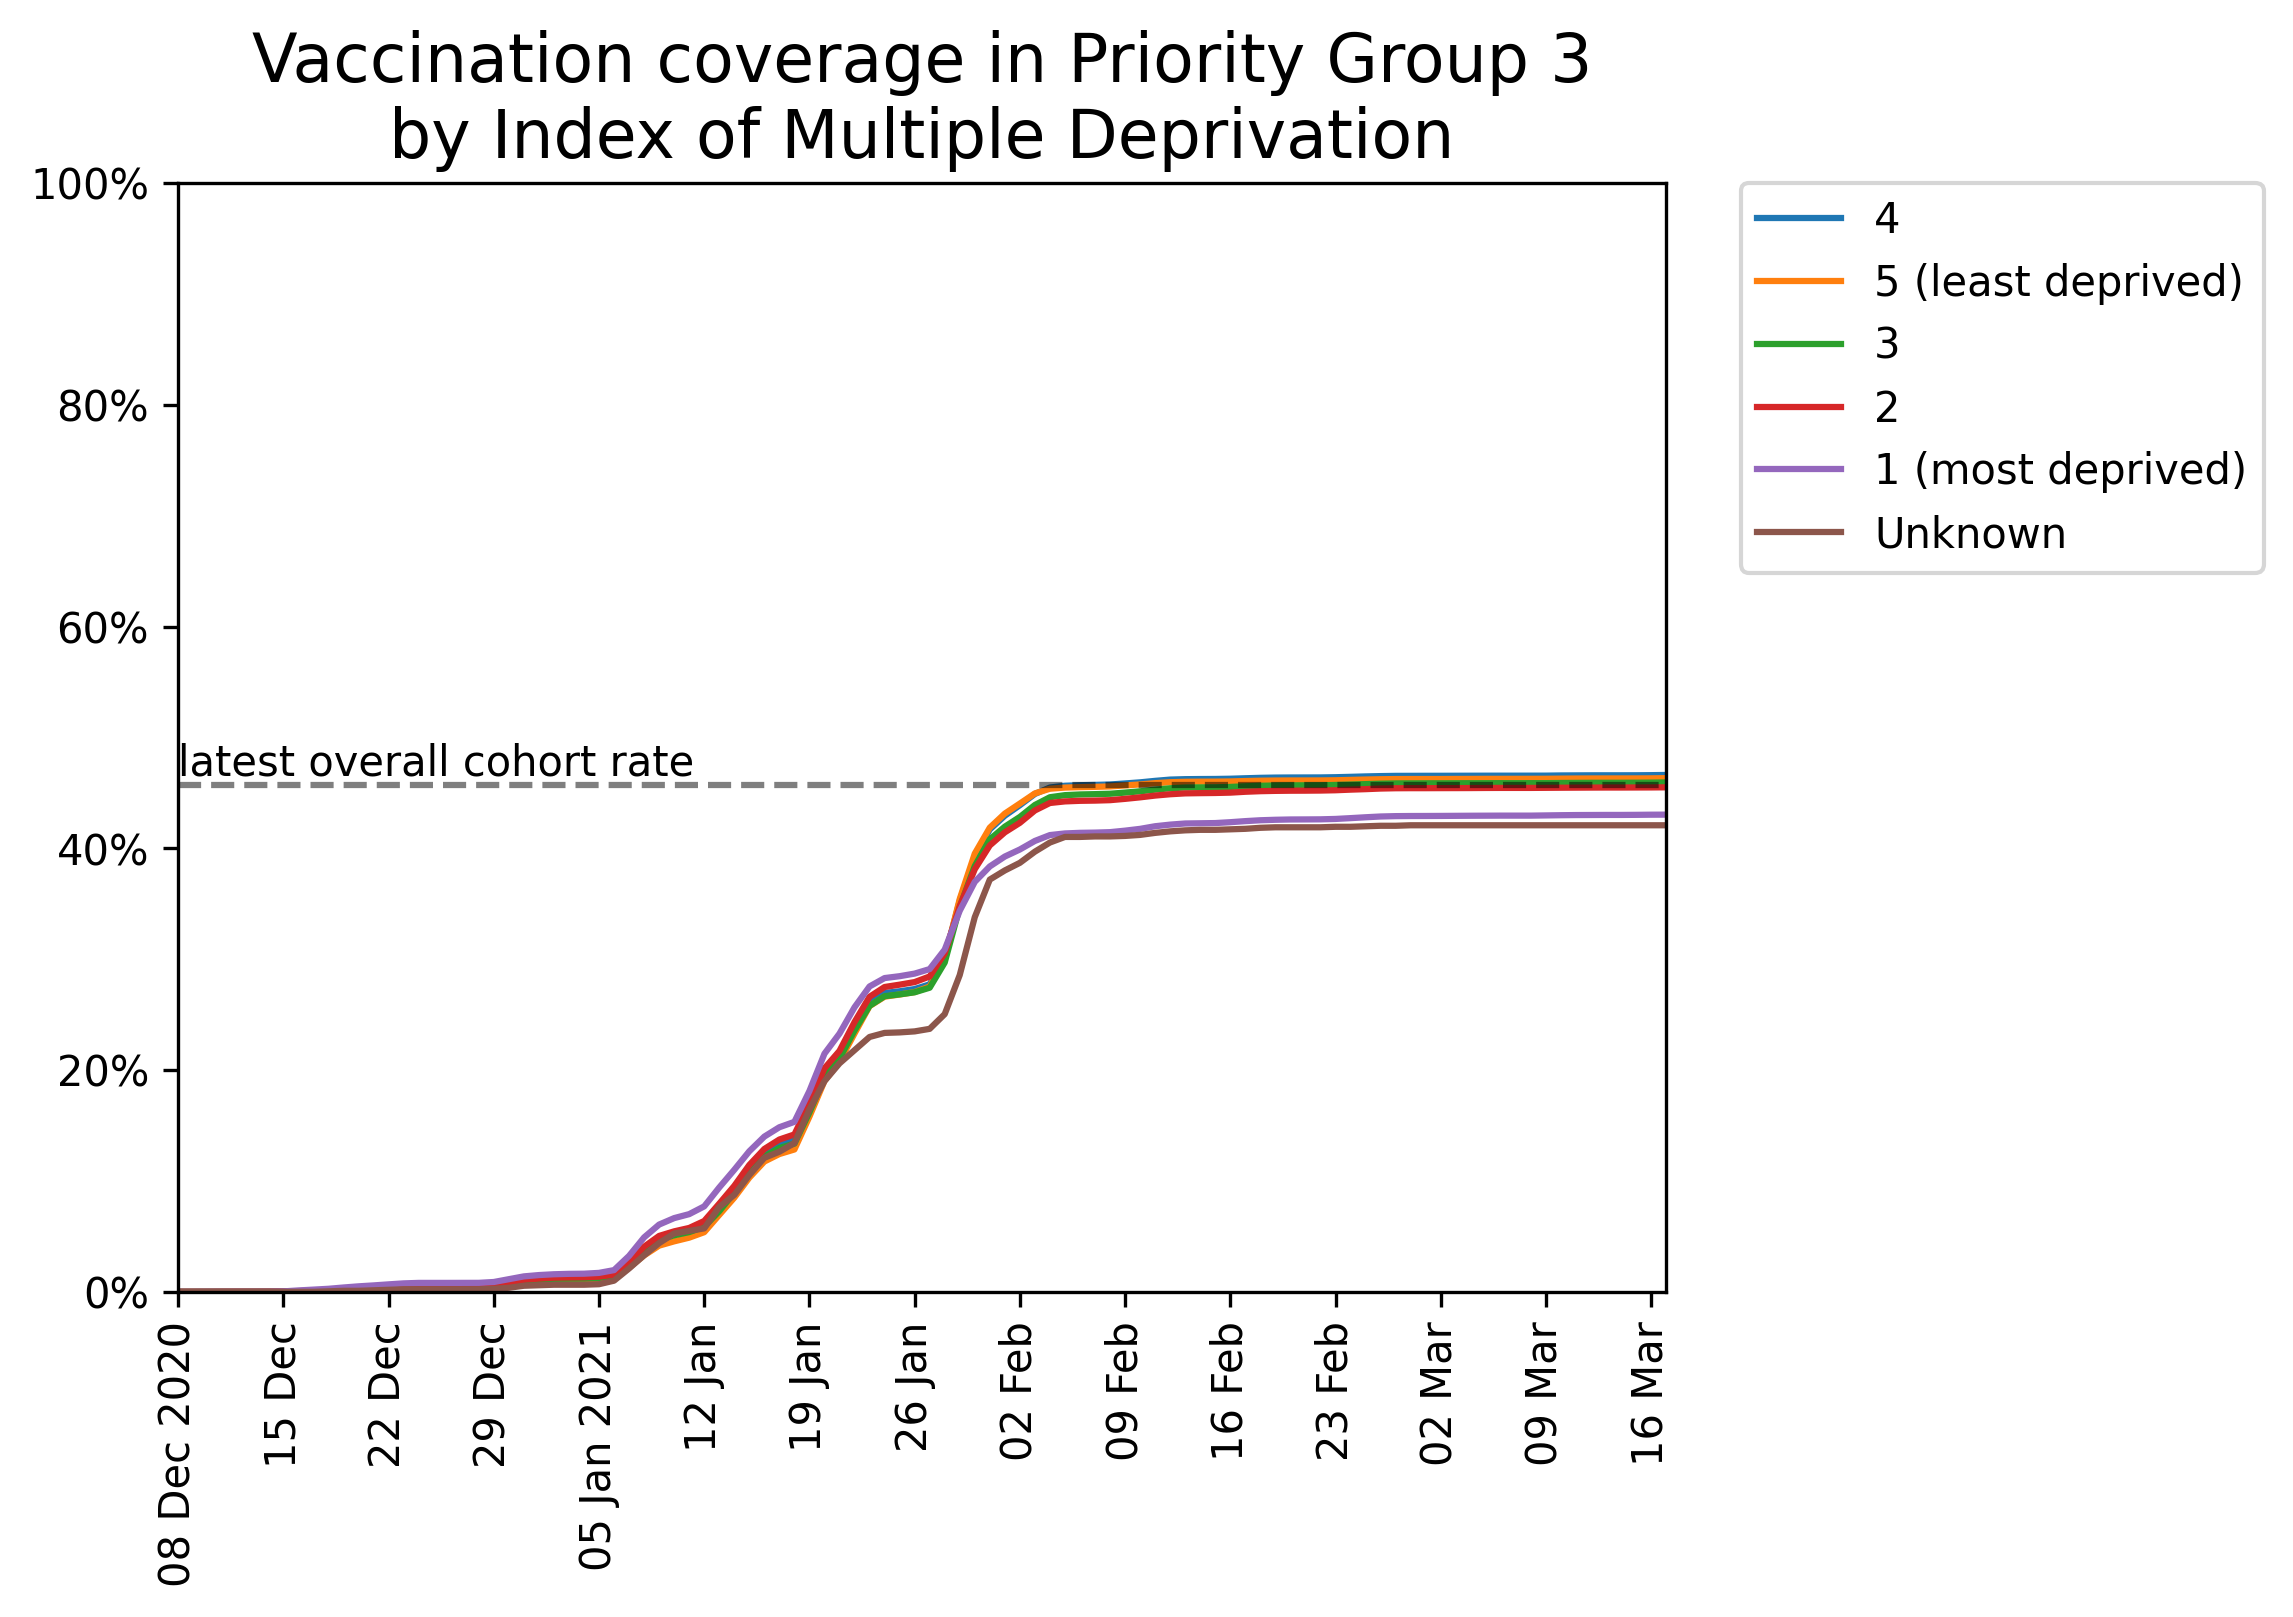 Vaccination coverage in Priority Group 3
by Index of Multiple Deprivation
100%
80%
60%
40%
20%
0%
latest overall cohort rate
08 Dec 2020
15 Dec
22 Dec
29 Dec
05 Jan 2021
12 Jan
19 Jan
26 Jan
02 Feb
09 Feb
16 Feb
23 Feb
02 Mar
09 Mar
16 Mar
4
5 (least deprived)
3
2
1 (most deprived)
Unknown